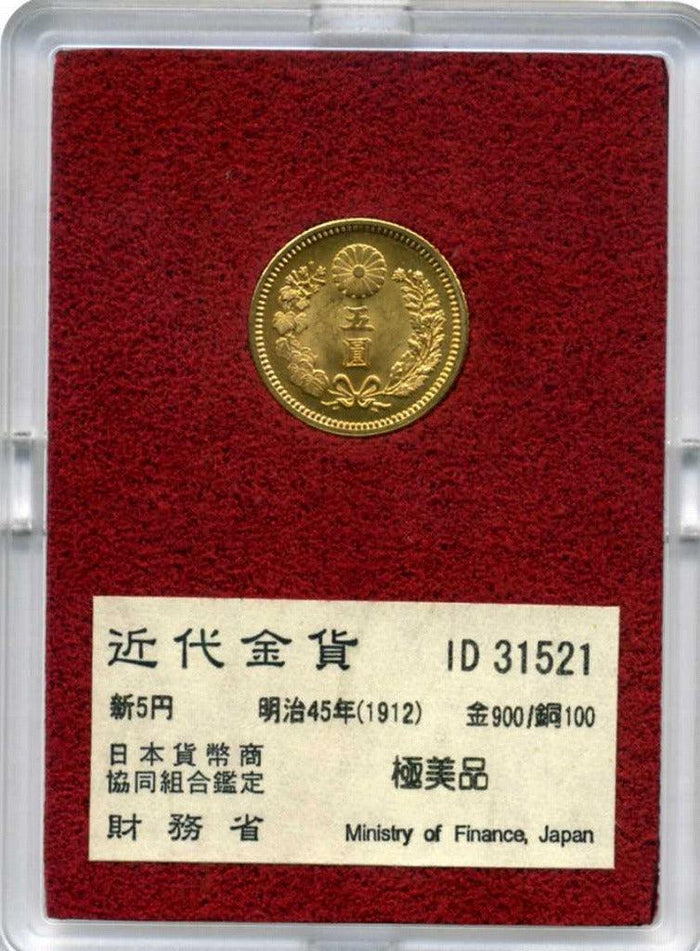 五
圓
近代金貨 ID 31521
新5円 明治45年(1912) 金900/銅100
日本貨幣商
協同組合鑑定 極美品
財務省 Ministry of Finance, Japan